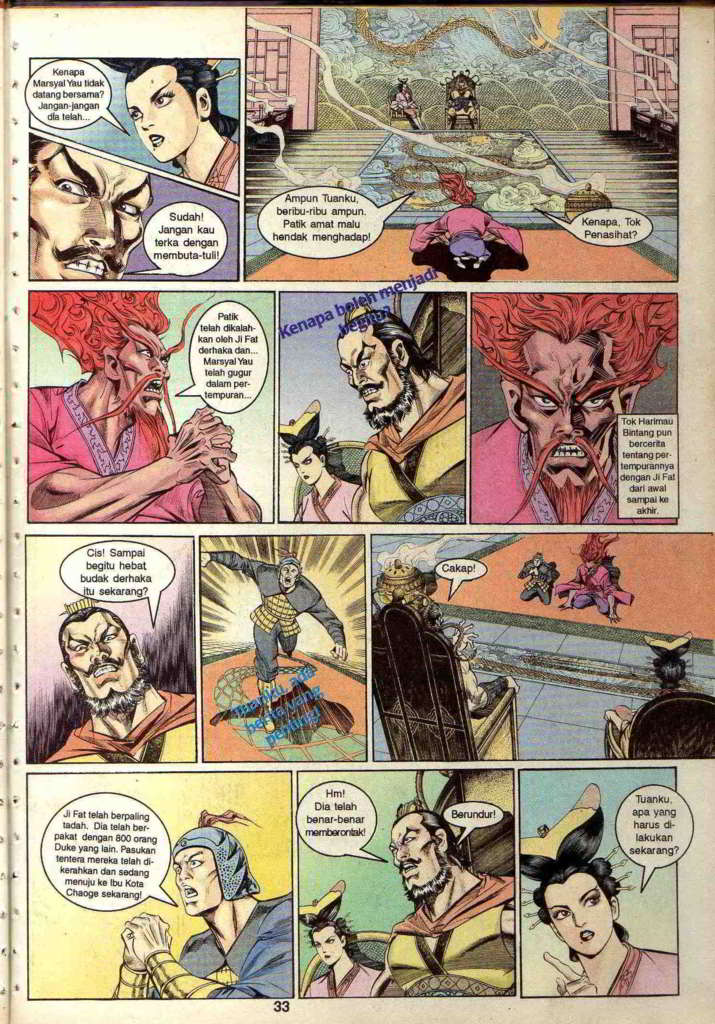 Kenapa
Marsyal Yau tidak
datang bersama?
Jangan-jangan
dia telah...
Sudah!
Jangan kau
terka dengan
membuta-tuli!
Ampun Tuanku,
beribu-ribu ampun.
Patik amat malu
hendak menghadap!
Kenapa, Tok
Penasihat?
Patik
telah dikalah-
kan oleh Ji Fat
derhaka dan...
Marsyal Yau
telah gugur
dalam per-
tempuran...
Kenapa boleh menjadi
begini?
Tok Harimau
Bintang pun
bercerita
tentang per-
tempurannya
dengan Ji Fat
dari awal
sampai ke
akhir.
Cis! Sampai
begitu hebat
budak derhaka
itu sekarang?
Tuanku, ada
berita yang
penting!
Cakap!
Ji Fat telah berpaling
tadah. Dia telah ber-
pakat dengan 800 orang
Duke yang lain. Pasukan
tentera mereka telah di-
kerahkan dan sedang
menuju ke Ibu Kota
Chaoge sekarang!
Hm!
Dia telah
benar-benar
memberontak!
Berundur!
Tuanku,
apa yang
harus di-
lakukan
sekarang?
33